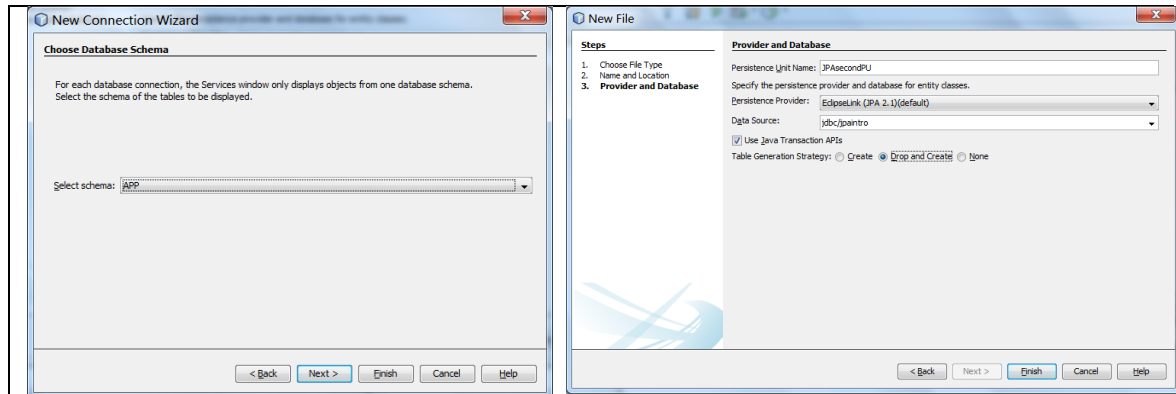 New Connection Wizard
Choose Database Schema
For each database connection, the Services window only displays objects from one database schema.
Select the schema of the tables to be displayed.
Select schema: APP
< Back Next > Finish Cancel Help
New File
Steps
1. Choose File Type
2. Name and Location
3. Provider and Database
Provider and Database
Persistence Unit Name: JPAsecondPU
Specify the persistence provider and database for entity classes.
Persistence Provider: EclipseLink (JPA 2.1)(default)
Data Source: jdbc/jpaintro
Use Java Transaction APIs
Table Generation Strategy: Create Drop and Create None
< Back Next > Finish Cancel Help